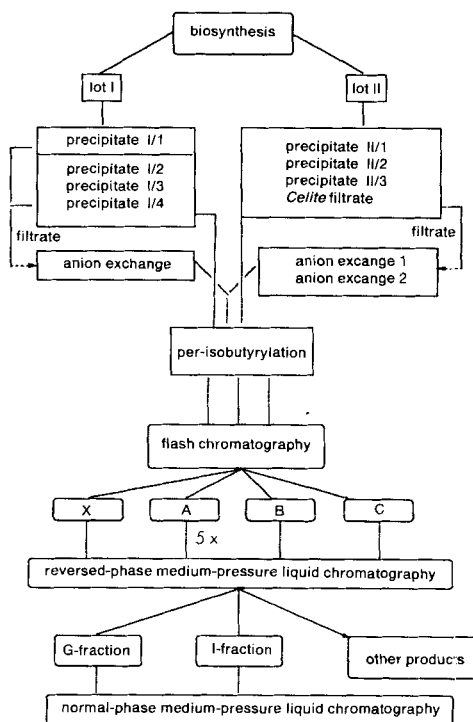 biosynthesis
lot I
lot II
precipitate I/1
precipitate I/2
precipitate I/3
precipitate I/4
precipitate II/1
precipitate II/2
precipitate II/3
Celite filtrate
filtrate
filtrate
anion exchange
anion excange 1
anion excange 2
per-isobutyrylation
flash chromatography
X
A
B
C
5 x
reversed-phase medium-pressure liquid chromatography
G-fraction
I-fraction
other products
normal-phase medium-pressure liquid chromatography